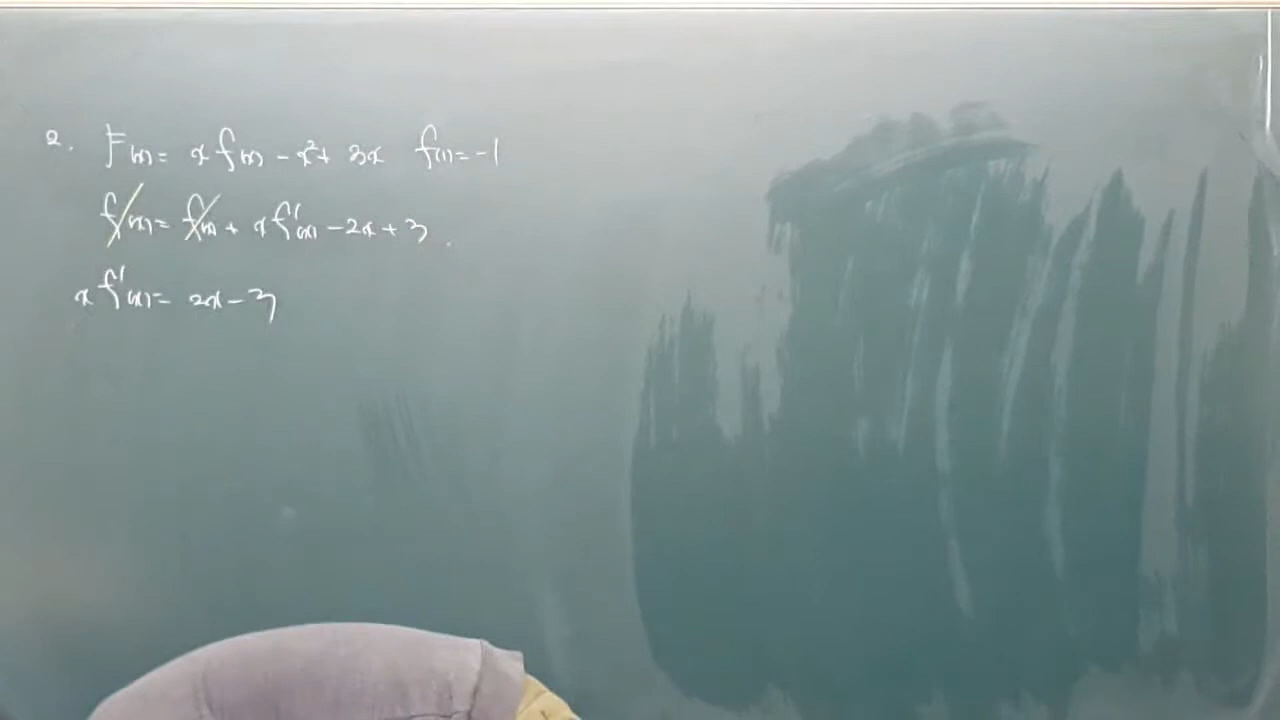 2. F(x)= x f(x) - x²+ 3x f(1)=-1
f(x)= f(x) + x f'(x) - 2x + 3
x f'(x)= 2x - 3